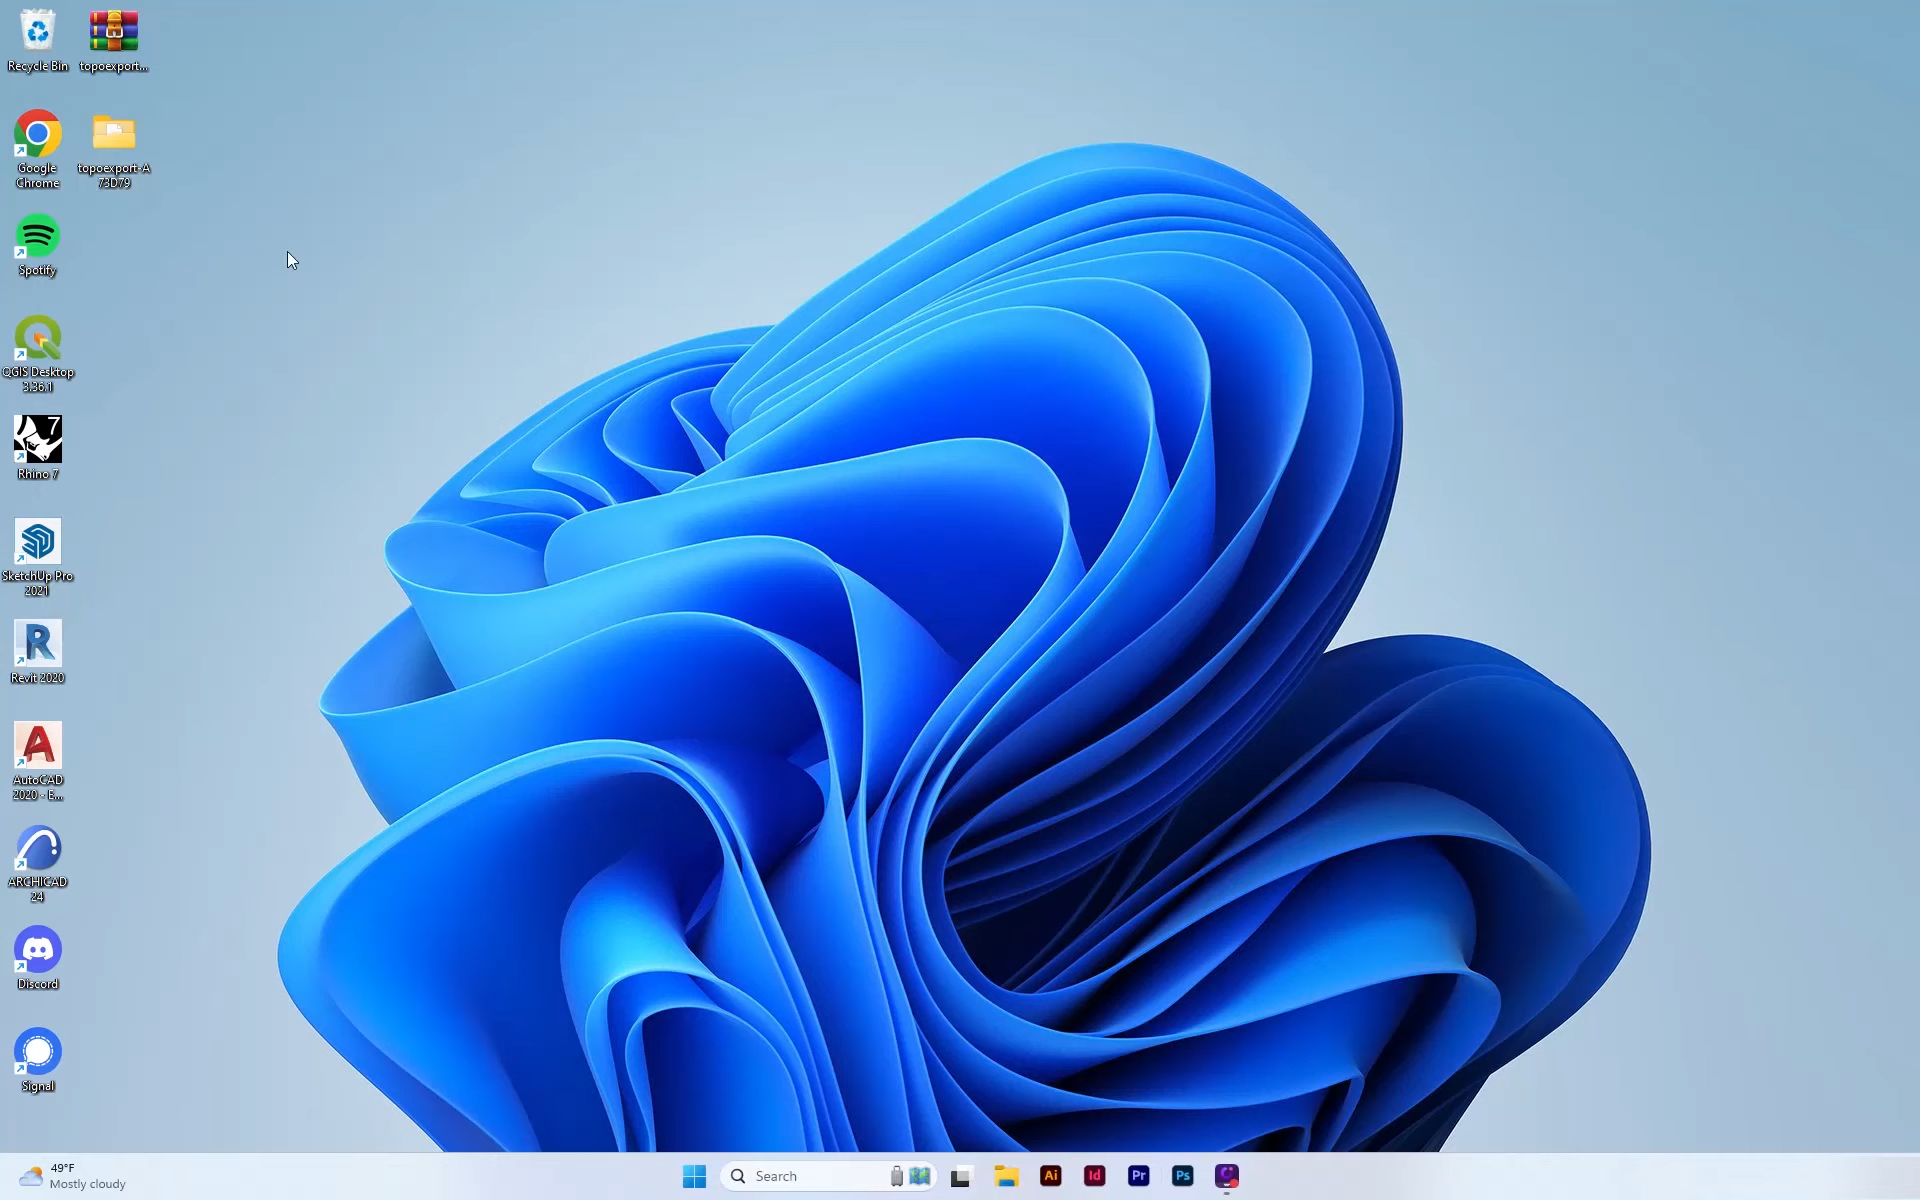 Recycle Bin
topoexport...
Google
Chrome
topoexport-A
73D79
Spotify
QGIS Desktop
3.36.1
7
Rhino 7
SketchUp Pro
2021
R
Revit 2020
A
AutoCAD
2020 - E...
ARCHICAD
24
Discord
Signal
49°F
Mostly cloudy
Search
Ai
Id
Pr
Ps